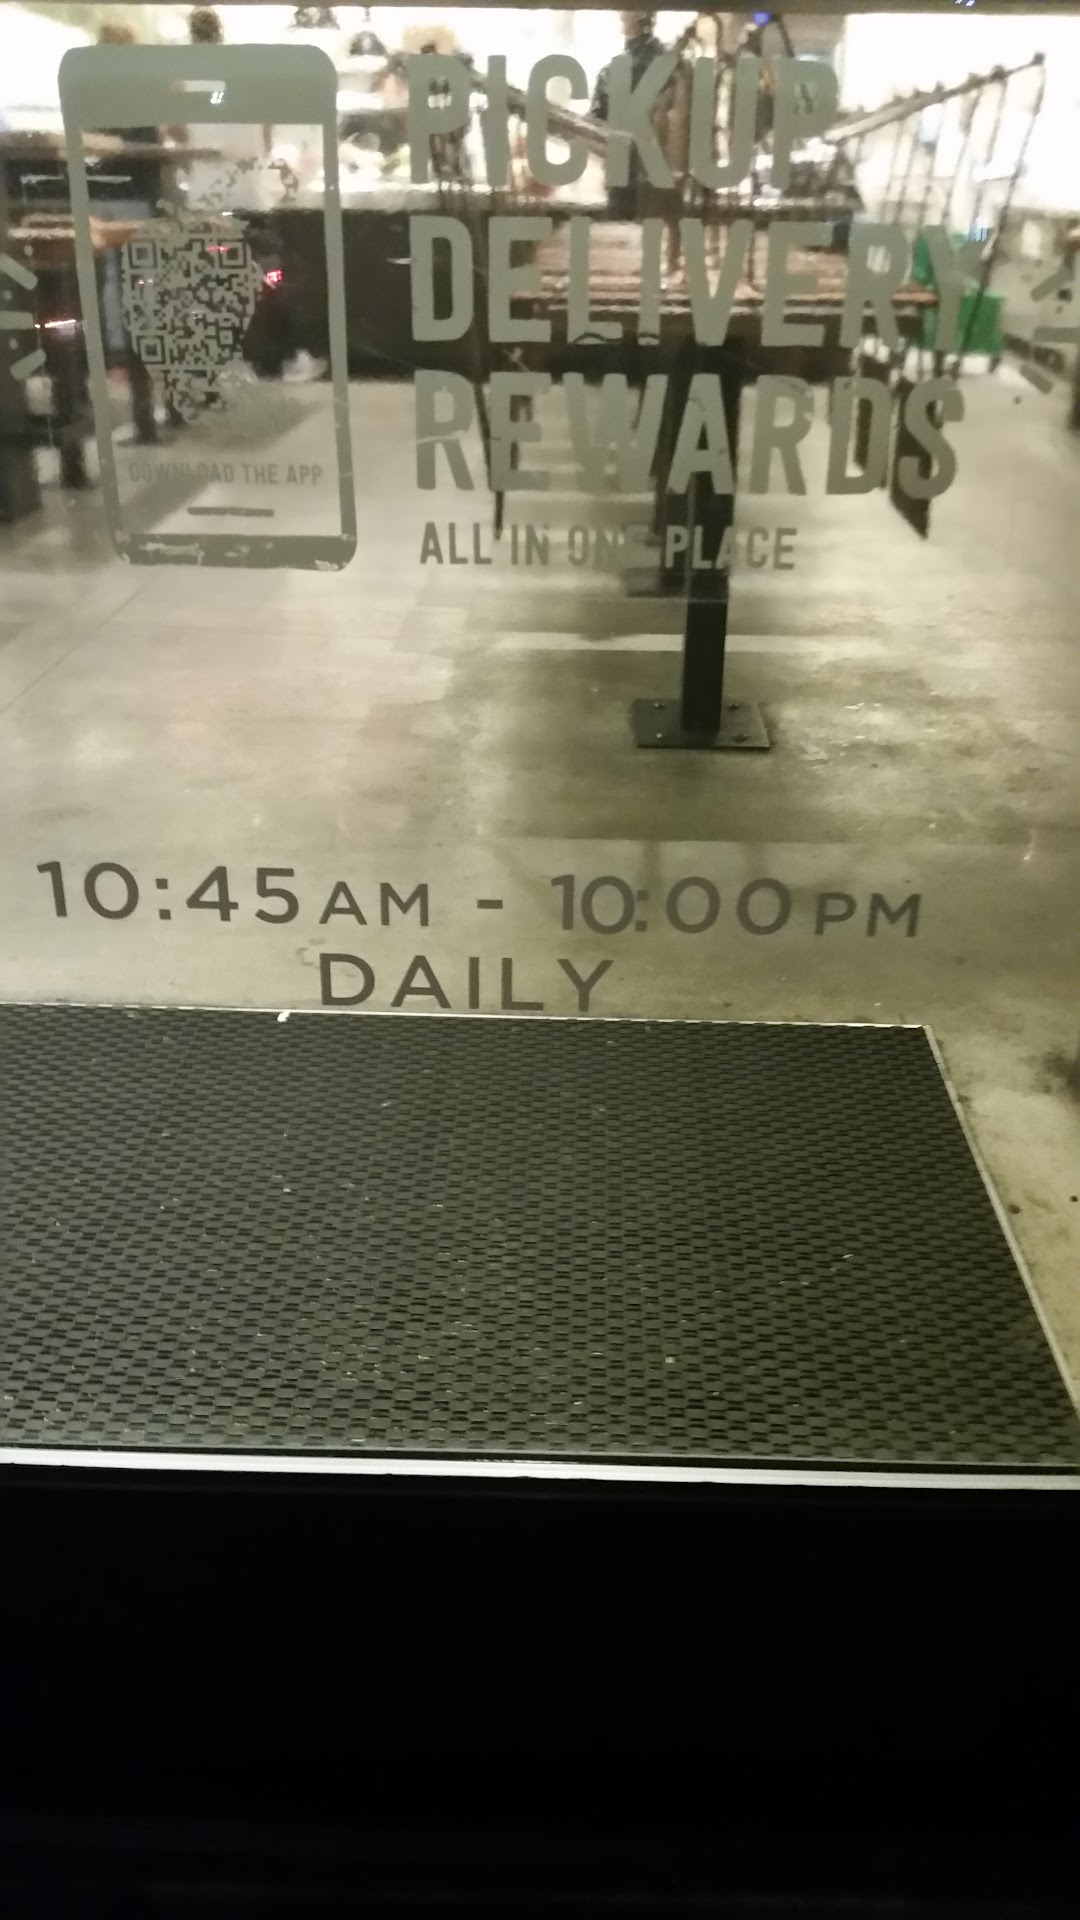 PICKUP
DELIVERY
REWARDS
ALL IN ONE PLACE
DOWNLOAD THE APP
10:45AM - 10:00PM
DAILY